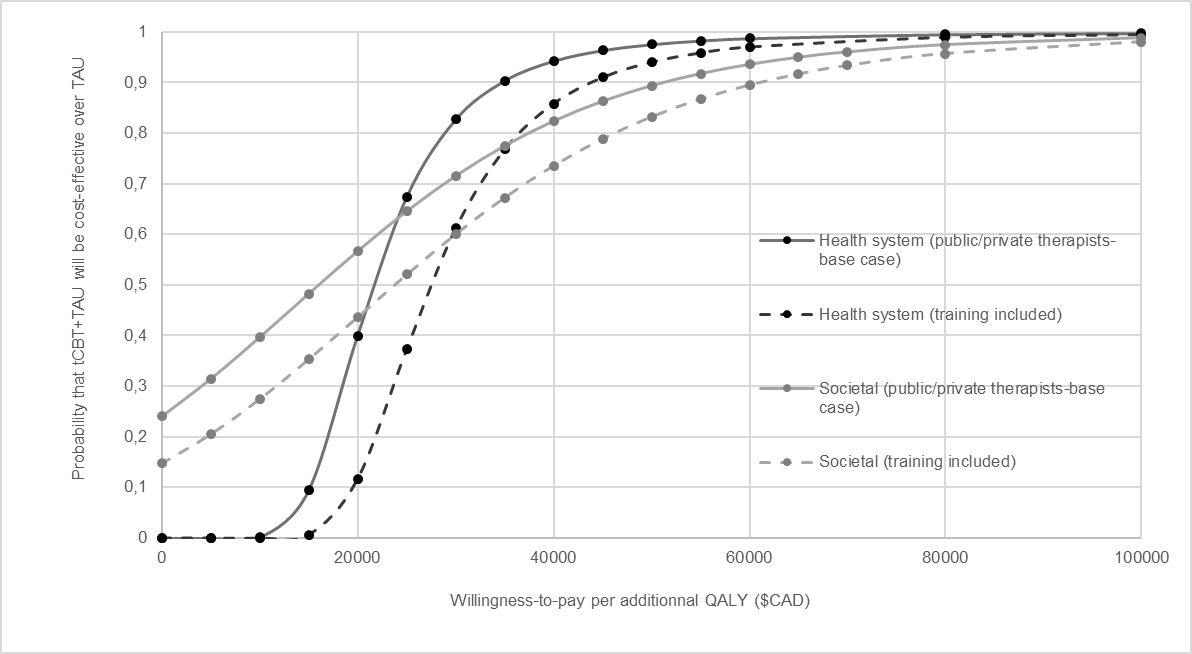 1
0,9
0,8
0,7
0,6
0,5
0,4
0,3
0,2
0,1
0
Probability that tCBT+TAU will be cost-effective over TAU
Health system (public/private therapists-
base case)
Health system (training included)
Societal (public/private therapists-base
case)
Societal (training included)
0 20000 40000 60000 80000 100000
Willingness-to-pay per additionnal QALY ($CAD)